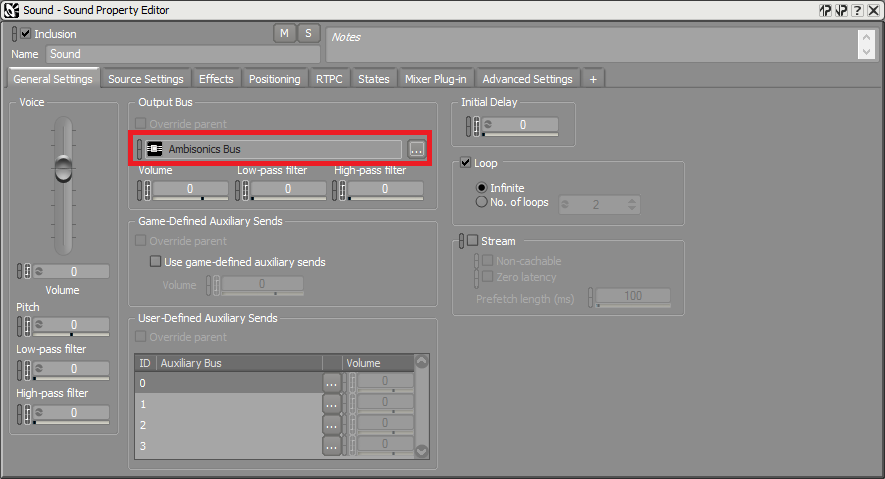 Sound - Sound Property Editor
Inclusion
M
S
Notes
Name
Sound
General Settings
Source Settings
Effects
Positioning
RTPC
States
Mixer Plug-in
Advanced Settings
+
Voice
0
Volume
Pitch
0
Low-pass filter
0
High-pass filter
0
Output Bus
Override parent
Ambisonics Bus
...
Volume
Low-pass filter
High-pass filter
0
0
0
Game-Defined Auxiliary Sends
Override parent
Use game-defined auxiliary sends
Volume
0
User-Defined Auxiliary Sends
Override parent
ID
Auxiliary Bus
Volume
0
...
0
1
...
0
2
...
0
3
...
0
Initial Delay
0
Loop
Infinite
No. of loops
2
Stream
Non-cachable
Zero latency
Prefetch length (ms)
100